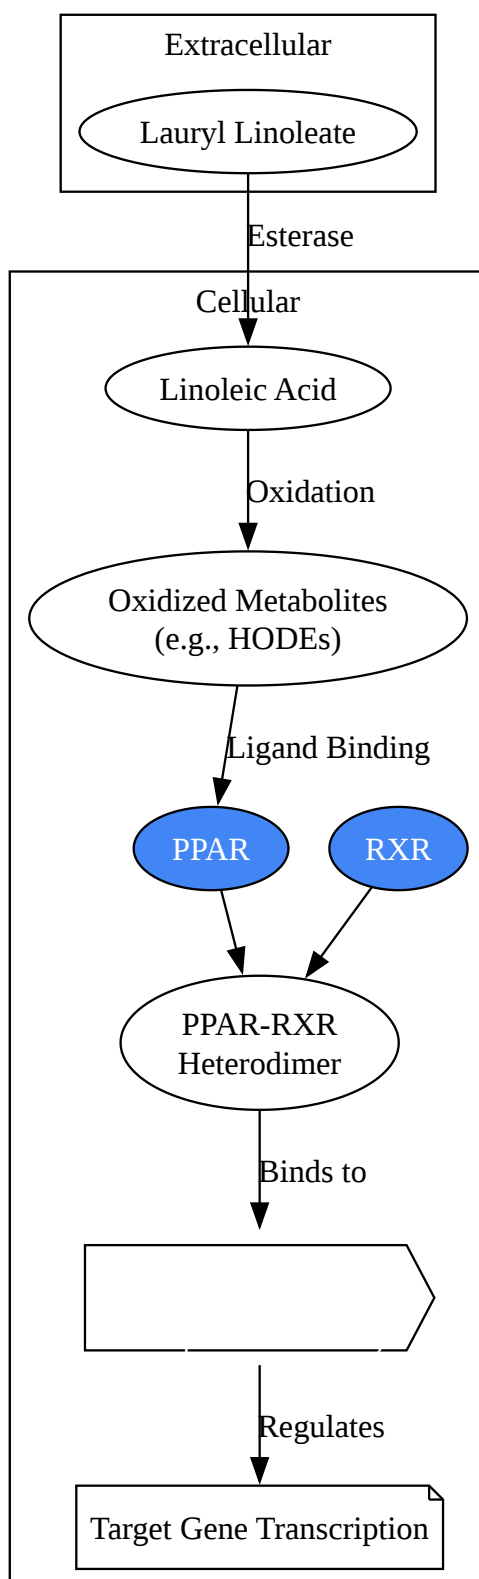 Extracellular
Lauryl Linoleate
Esterase
Cellular
Linoleic Acid
Oxidation
Oxidized Metabolites
(e.g., HODEs)
Ligand Binding
PPAR
RXR
PPAR-RXR
Heterodimer
Binds to
Regulates
Target Gene Transcription